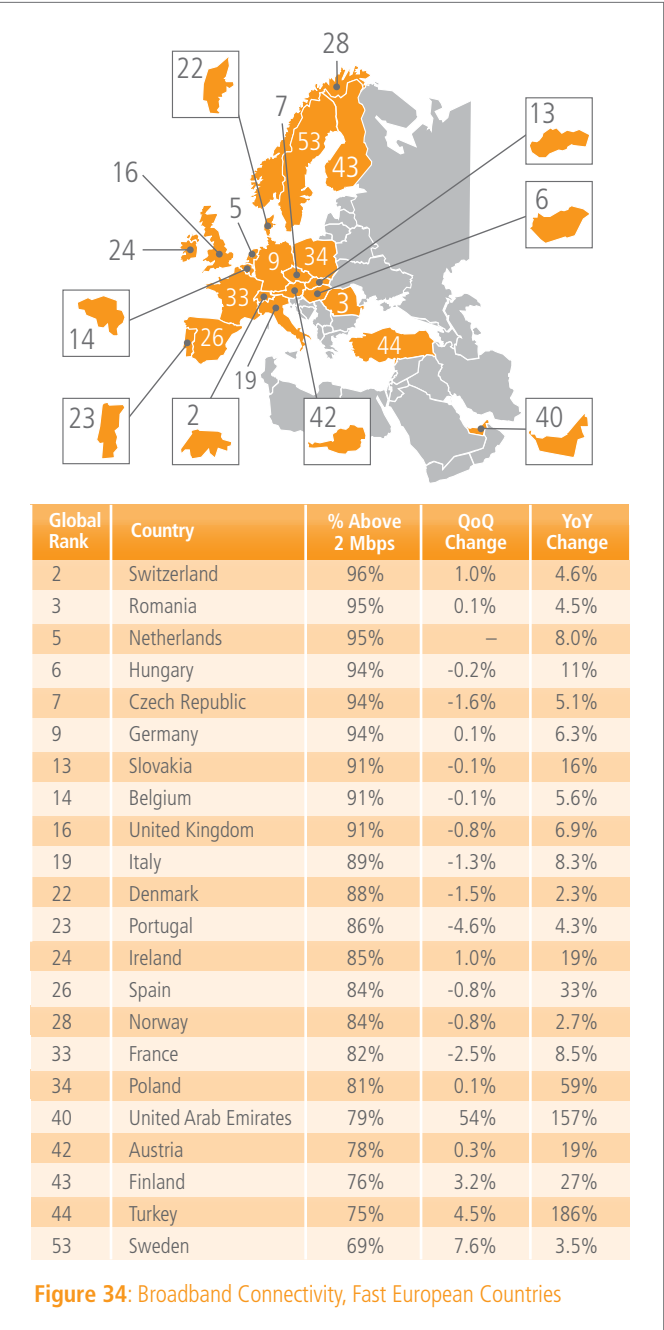 28
22
7
13
53
43
16
6
5
24
9
34
33
3
14
26
44
19
23
2
42
40
Global Rank Country % Above 2 Mbps QoQ Change YoY Change
2 Switzerland 96% 1.0% 4.6%
3 Romania 95% 0.1% 4.5%
5 Netherlands 95% – 8.0%
6 Hungary 94% -0.2% 11%
7 Czech Republic 94% -1.6% 5.1%
9 Germany 94% 0.1% 6.3%
13 Slovakia 91% -0.1% 16%
14 Belgium 91% -0.1% 5.6%
16 United Kingdom 91% -0.8% 6.9%
19 Italy 89% -1.3% 8.3%
22 Denmark 88% -1.5% 2.3%
23 Portugal 86% -4.6% 4.3%
24 Ireland 85% 1.0% 19%
26 Spain 84% -0.8% 33%
28 Norway 84% -0.8% 2.7%
33 France 82% -2.5% 8.5%
34 Poland 81% 0.1% 59%
40 United Arab Emirates 79% 54% 157%
42 Austria 78% 0.3% 19%
43 Finland 76% 3.2% 27%
44 Turkey 75% 4.5% 186%
53 Sweden 69% 7.6% 3.5%
Figure 34: Broadband Connectivity, Fast European Countries